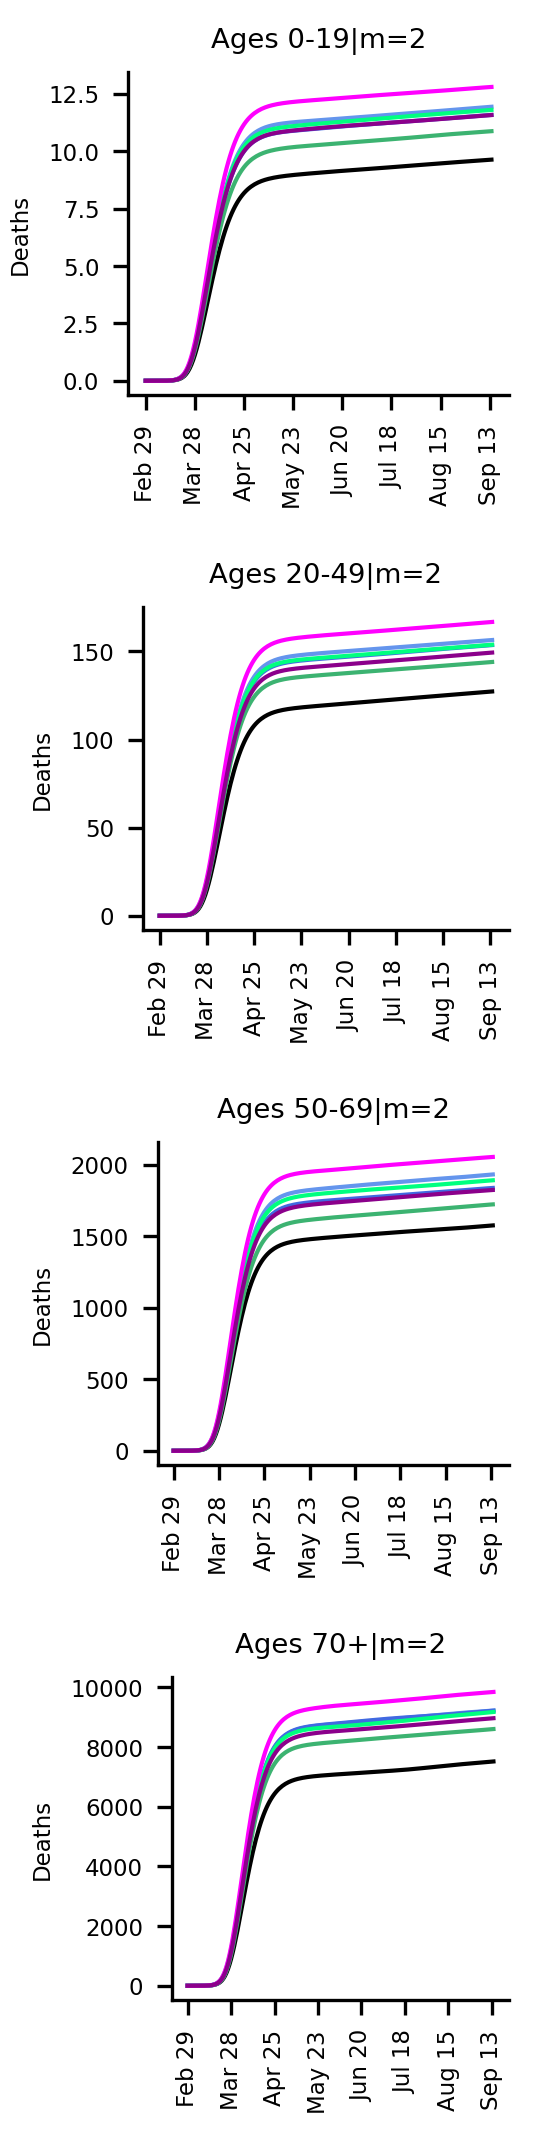 Ages 0-19|m=2
12.5
10.0
7.5
5.0
2.5
0.0
Deaths
Feb 29
Mar 28
Apr 25
May 23
Jun 20
Jul 18
Aug 15
Sep 13
Ages 20-49|m=2
150
100
50
0
Deaths
Feb 29
Mar 28
Apr 25
May 23
Jun 20
Jul 18
Aug 15
Sep 13
Ages 50-69|m=2
2000
1500
1000
500
0
Deaths
Feb 29
Mar 28
Apr 25
May 23
Jun 20
Jul 18
Aug 15
Sep 13
Ages 70+|m=2
10000
8000
6000
4000
2000
0
Deaths
Feb 29
Mar 28
Apr 25
May 23
Jun 20
Jul 18
Aug 15
Sep 13